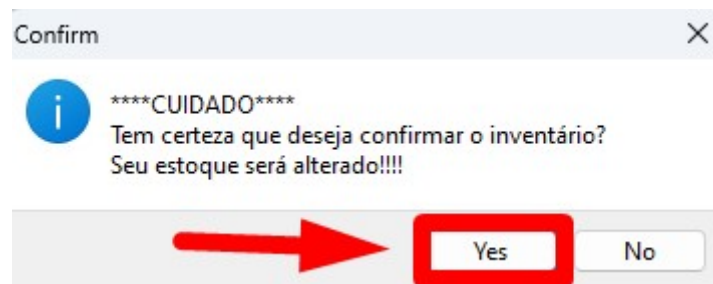 Confirm
****CUIDADO****
Tem certeza que deseja confirmar o inventário?
Seu estoque será alterado!!!!
Yes
No